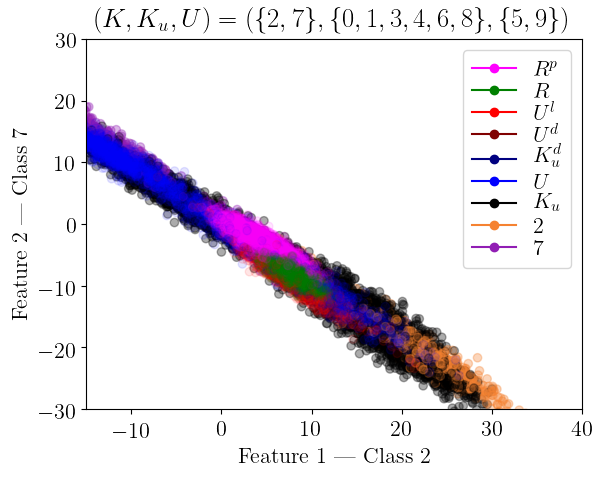 (K, K_u, U) = ({2, 7}, {0, 1, 3, 4, 6, 8}, {5, 9})
30
20
10
0
−10
−20
−30
Feature 2 — Class 7
R^p
R
U^l
U^d
K_u^d
U
K_u
2
7
−10
0
10
20
30
40
Feature 1 — Class 2